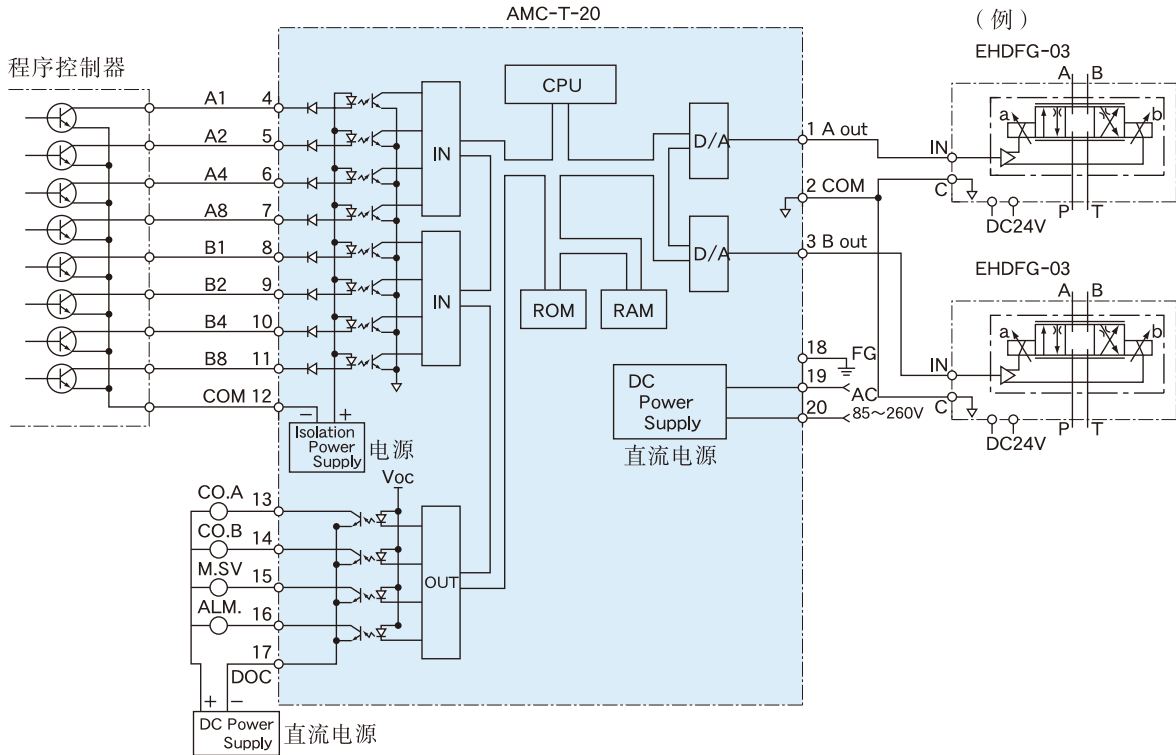 AMC-T-20
(例)
EHDFG-03
A B
程序控制器
CPU
a b
A1 4
A2 5
A4 6
A8 7
B1 8
B2 9
B4 10
B8 11
COM 12
IN
IN
D/A
D/A
ROM
RAM
1 A out
2 COM
3 B out
IN
C
P T
DC24V
EHDFG-03
A B
a b
IN
C
P T
DC24V
18 FG
19 AC
20 85～260V
DC
Power
Supply
直流电源
− +
Isolation
Power
Supply
电源
Voc
CO.A 13
CO.B 14
M.SV 15
ALM. 16
17
DOC
OUT
+ −
DC Power
Supply
直流电源